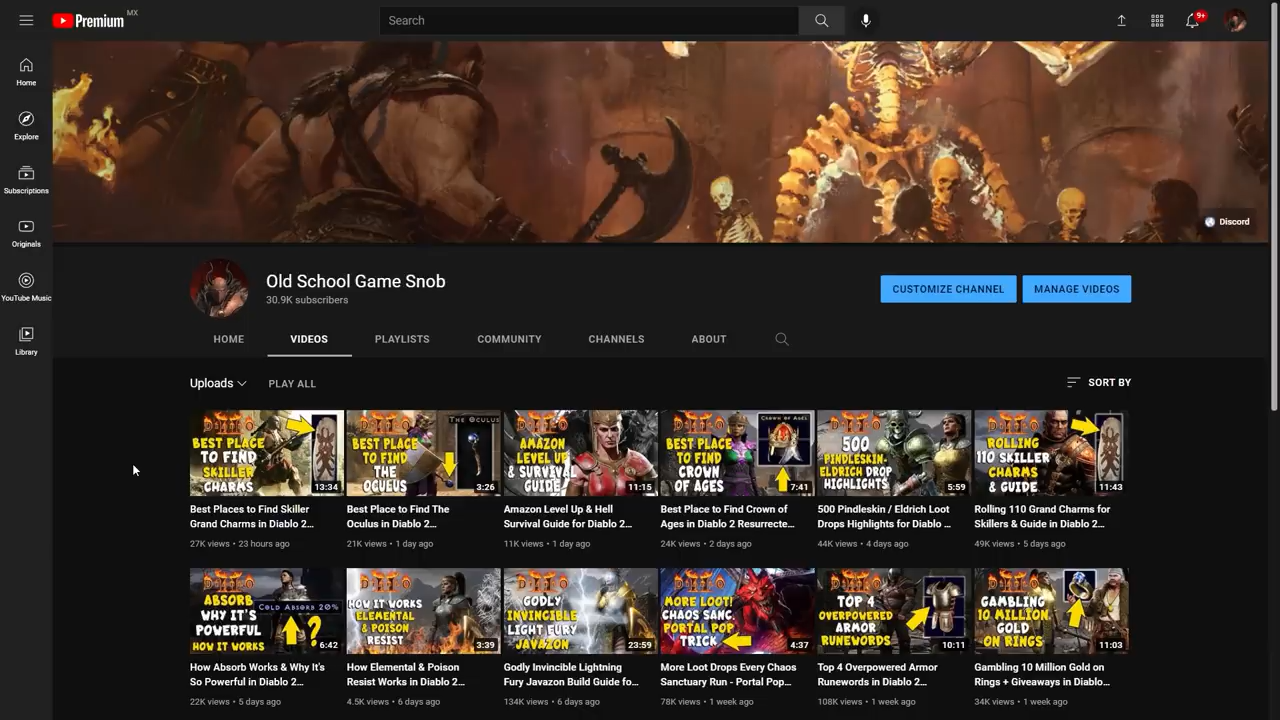 Premium MX
Search
9+
Home
Explore
Subscriptions
Originals
YouTube Music
Library
Discord
Old School Game Snob
30.9K subscribers
CUSTOMIZE CHANNEL
MANAGE VIDEOS
HOME
VIDEOS
PLAYLISTS
COMMUNITY
CHANNELS
ABOUT
Uploads
PLAY ALL
SORT BY
DIABLO
BEST PLACE
TO FIND
SKILLER
CHARMS
13:34
Best Places to Find Skiller
Grand Charms in Diablo 2...
27K views • 23 hours ago
THE OCULUS
DIABLO
BEST PLACE
TO FIND
THE
OCULUS
3:26
Best Place to Find The
Oculus in Diablo 2...
21K views • 1 day ago
DIABLO
AMAZON
LEVEL UP
& SURVIVAL
GUIDE
11:15
Amazon Level Up & Hell
Survival Guide for Diablo 2...
11K views • 1 day ago
CROWN OF AGES
DIABLO
BEST PLACE
TO FIND
CROWN
OF AGES
7:41
Best Place to Find Crown of
Ages in Diablo 2 Resurrecte...
24K views • 2 days ago
DIABLO
500
PINDLESKIN-
ELDRICH DROP
HIGHLIGHTS
5:59
500 Pindleskin / Eldrich Loot
Drops Highlights for Diablo ...
44K views • 4 days ago
DIABLO
ROLLING
110 SKILLER
CHARMS
& GUIDE
11:43
Rolling 110 Grand Charms for
Skillers & Guide in Diablo 2...
49K views • 5 days ago
DIABLO
ABSORB
WHY IT'S
POWERFUL
HOW IT WORKS
COLD ABSORB 20%
?
6:42
How Absorb Works & Why It's
So Powerful in Diablo 2...
22K views • 5 days ago
DIABLO
HOW IT WORKS
ELEMENTAL
& POISON
RESIST
3:39
How Elemental & Poison
Resist Works in Diablo 2...
4.5K views • 6 days ago
DIABLO
GODLY
INVINCIBLE
LIGHT FURY
JAVAZON
23:59
Godly Invincible Lightning
Fury Javazon Build Guide fo...
134K views • 6 days ago
DIABLO
MORE LOOT!
CHAOS SANC.
PORTAL POP
TRICK
4:37
More Loot Drops Every Chaos
Sanctuary Run - Portal Pop...
78K views • 1 week ago
DIABLO
TOP 4
OVERPOWERED
ARMOR
RUNEWORDS
10:11
Top 4 Overpowered Armor
Runewords in Diablo 2...
108K views • 1 week ago
DIABLO
GAMBLING
10 MILLION
GOLD
ON RINGS
11:03
Gambling 10 Million Gold on
Rings + Giveaways in Diablo...
34K views • 1 week ago